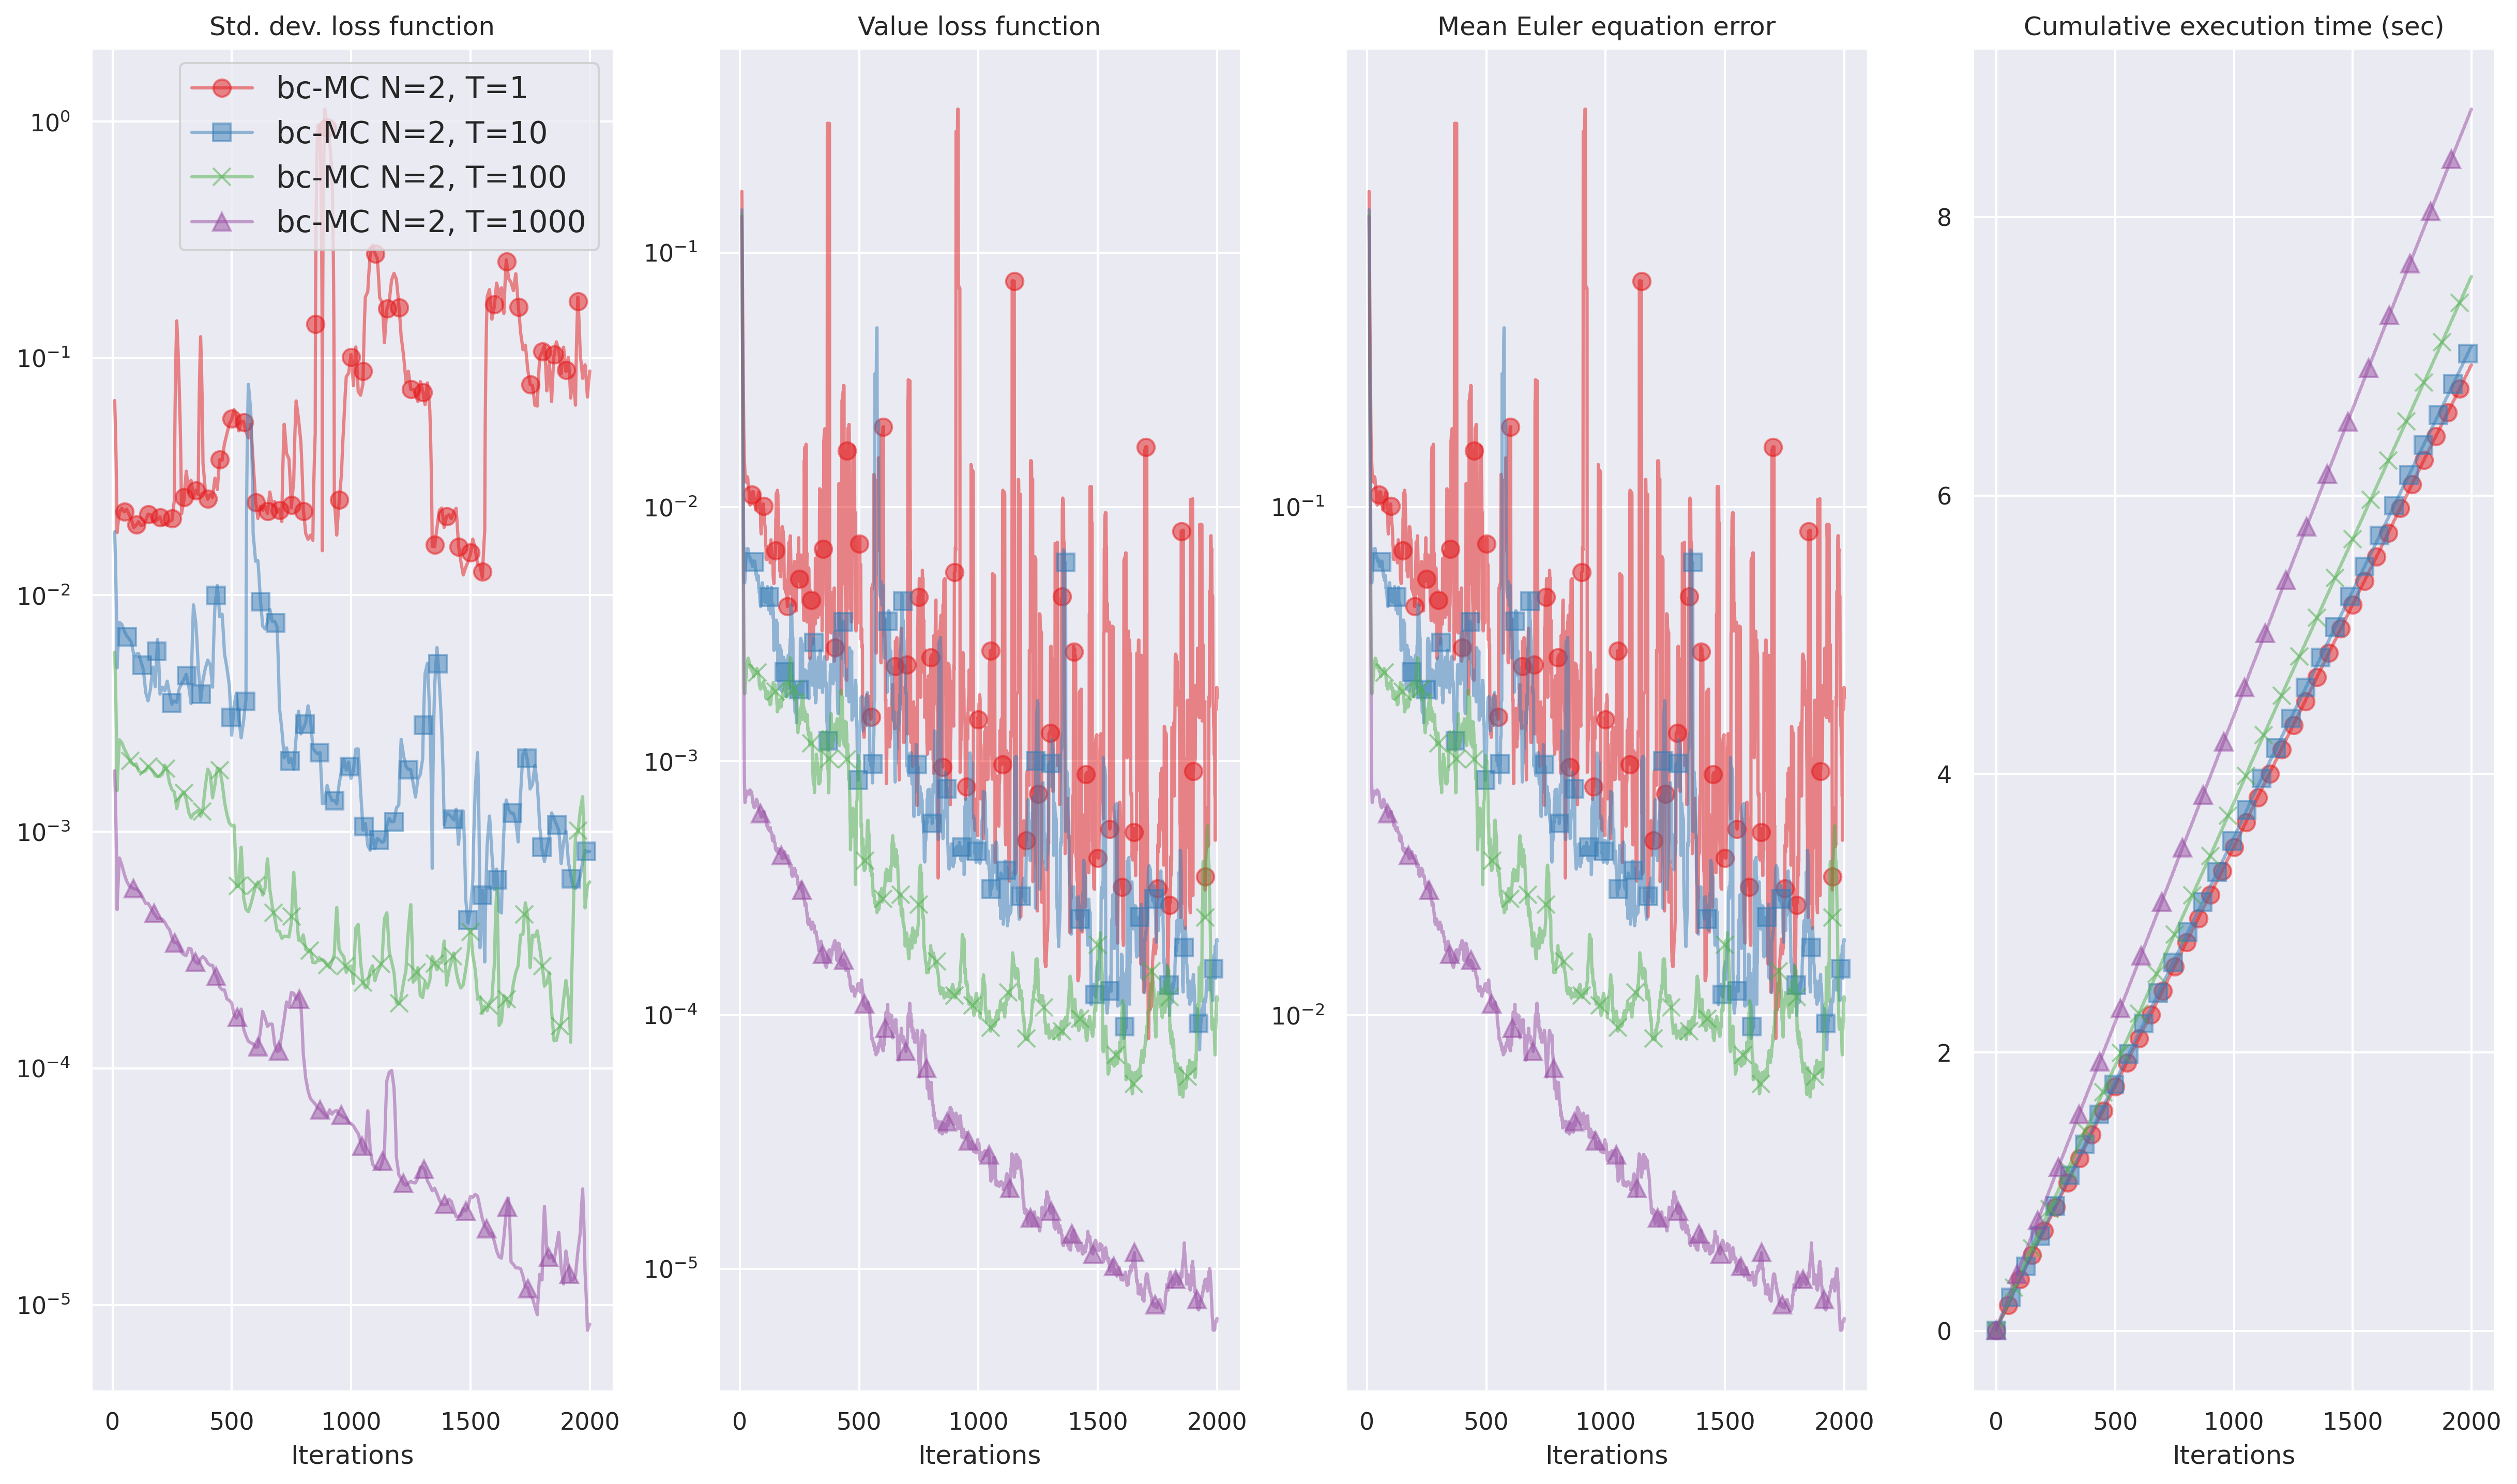 Std. dev. loss function
Value loss function
Mean Euler equation error
Cumulative execution time (sec)
bc-MC N=2, T=1
bc-MC N=2, T=10
bc-MC N=2, T=100
bc-MC N=2, T=1000
10⁰
10⁻¹
10⁻²
10⁻³
10⁻⁴
10⁻⁵
0 500 1000 1500 2000
Iterations
10⁻¹
10⁻²
10⁻³
10⁻⁴
10⁻⁵
0 500 1000 1500 2000
Iterations
10⁻¹
10⁻²
0 500 1000 1500 2000
Iterations
8
6
4
2
0
0 500 1000 1500 2000
Iterations